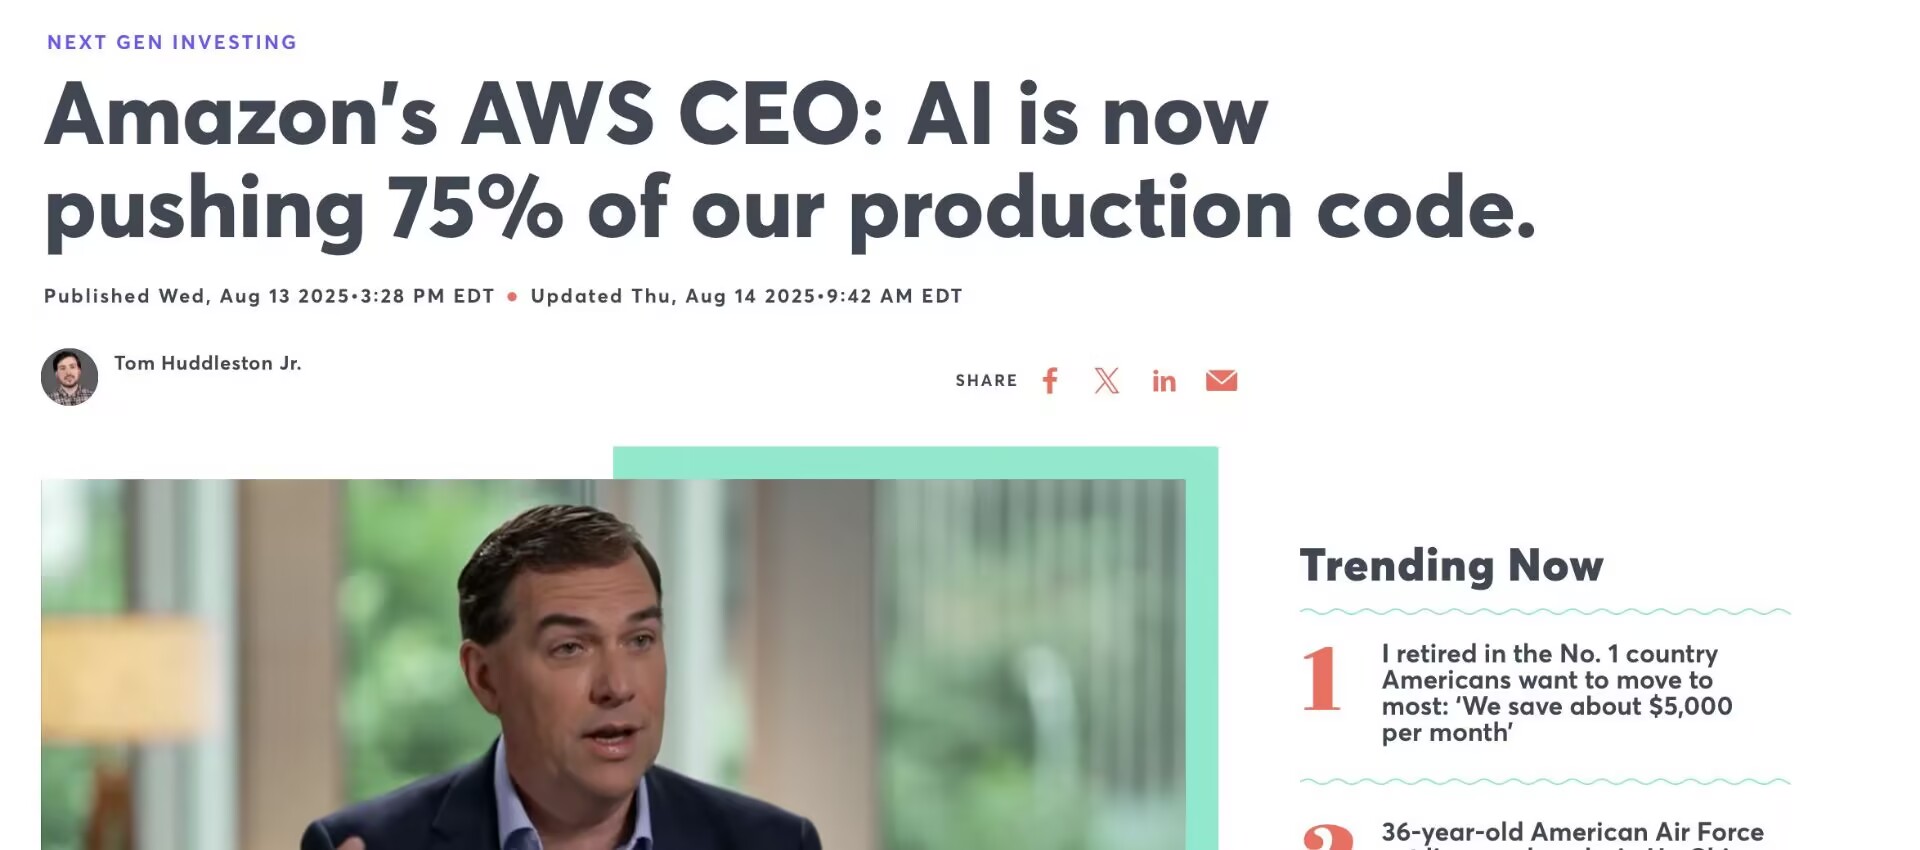 NEXT GEN INVESTING
Amazon's AWS CEO: AI is now
pushing 75% of our production code.
Published Wed, Aug 13 2025•3:28 PM EDT • Updated Thu, Aug 14 2025•9:42 AM EDT
Tom Huddleston Jr.
SHARE
Trending Now
1
I retired in the No. 1 country
Americans want to move to
most: ‘We save about $5,000
per month’
2
36-year-old American Air Force